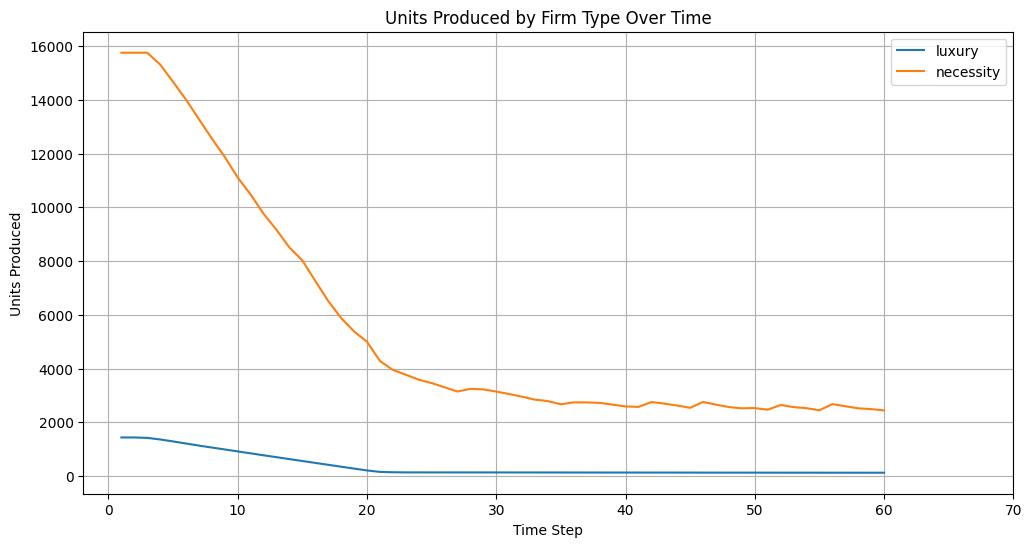 Units Produced by Firm Type Over Time
luxury
necessity
Units Produced
16000
14000
12000
10000
8000
6000
4000
2000
0
0 10 20 30 40 50 60 70
Time Step